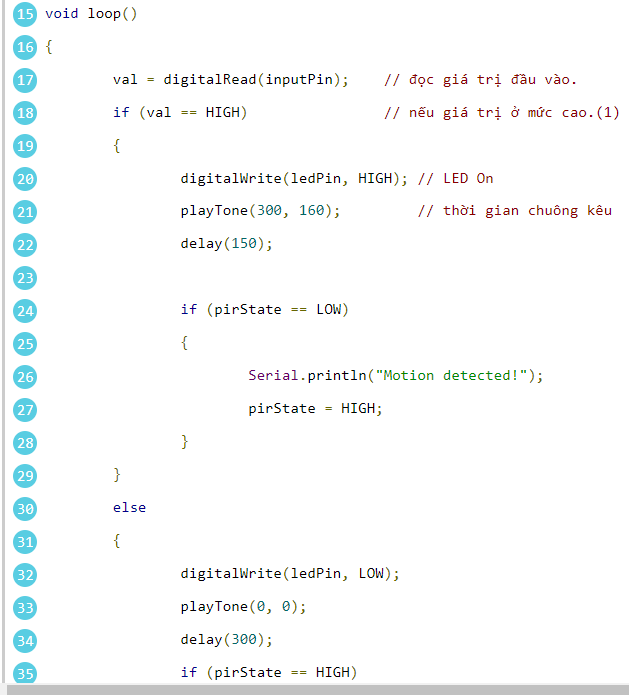 15 void loop()
16 {
17 val = digitalRead(inputPin); // đọc giá trị đầu vào.
18 if (val == HIGH) // nếu giá trị ở mức cao.(1)
19 {
20 digitalWrite(ledPin, HIGH); // LED On
21 playTone(300, 160); // thời gian chuông kêu
22 delay(150);
23
24 if (pirState == LOW)
25 {
26 Serial.println("Motion detected!");
27 pirState = HIGH;
28 }
29 }
30 else
31 {
32 digitalWrite(ledPin, LOW);
33 playTone(0, 0);
34 delay(300);
35 if (pirState == HIGH)